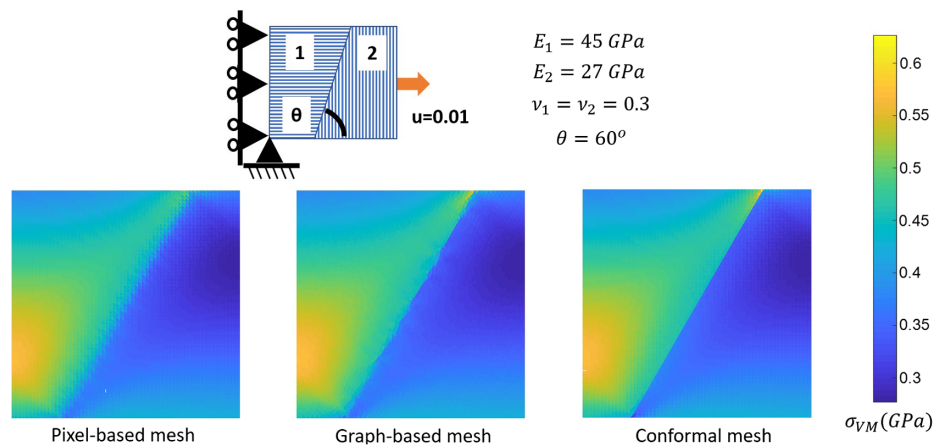 1
2
θ
u=0.01
E₁ = 45 GPa
E₂ = 27 GPa
ν₁ = ν₂ = 0.3
θ = 60ᵒ
0.6
0.55
0.5
0.45
0.4
0.35
0.3
σ_VM(GPa)
Pixel-based mesh
Graph-based mesh
Conformal mesh